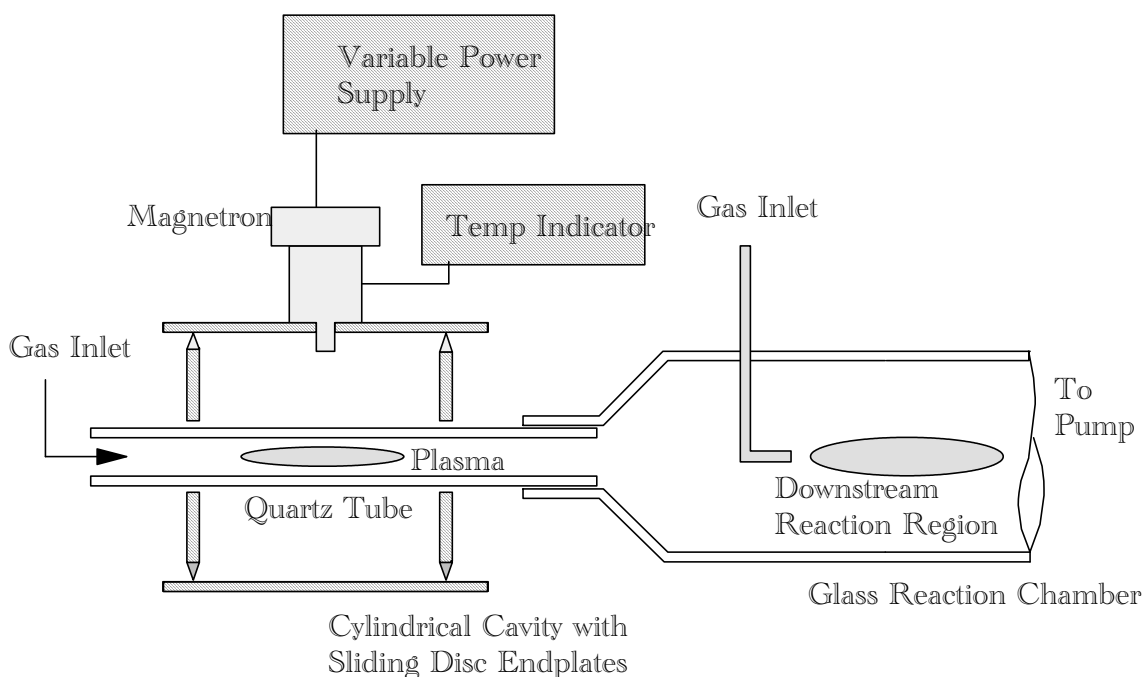 Variable Power
Supply
Magnetron
Temp Indicator
Gas Inlet
Gas Inlet
To
Pump
Plasma
Quartz Tube
Downstream
Reaction Region
Glass Reaction Chamber
Cylindrical Cavity with
Sliding Disc Endplates